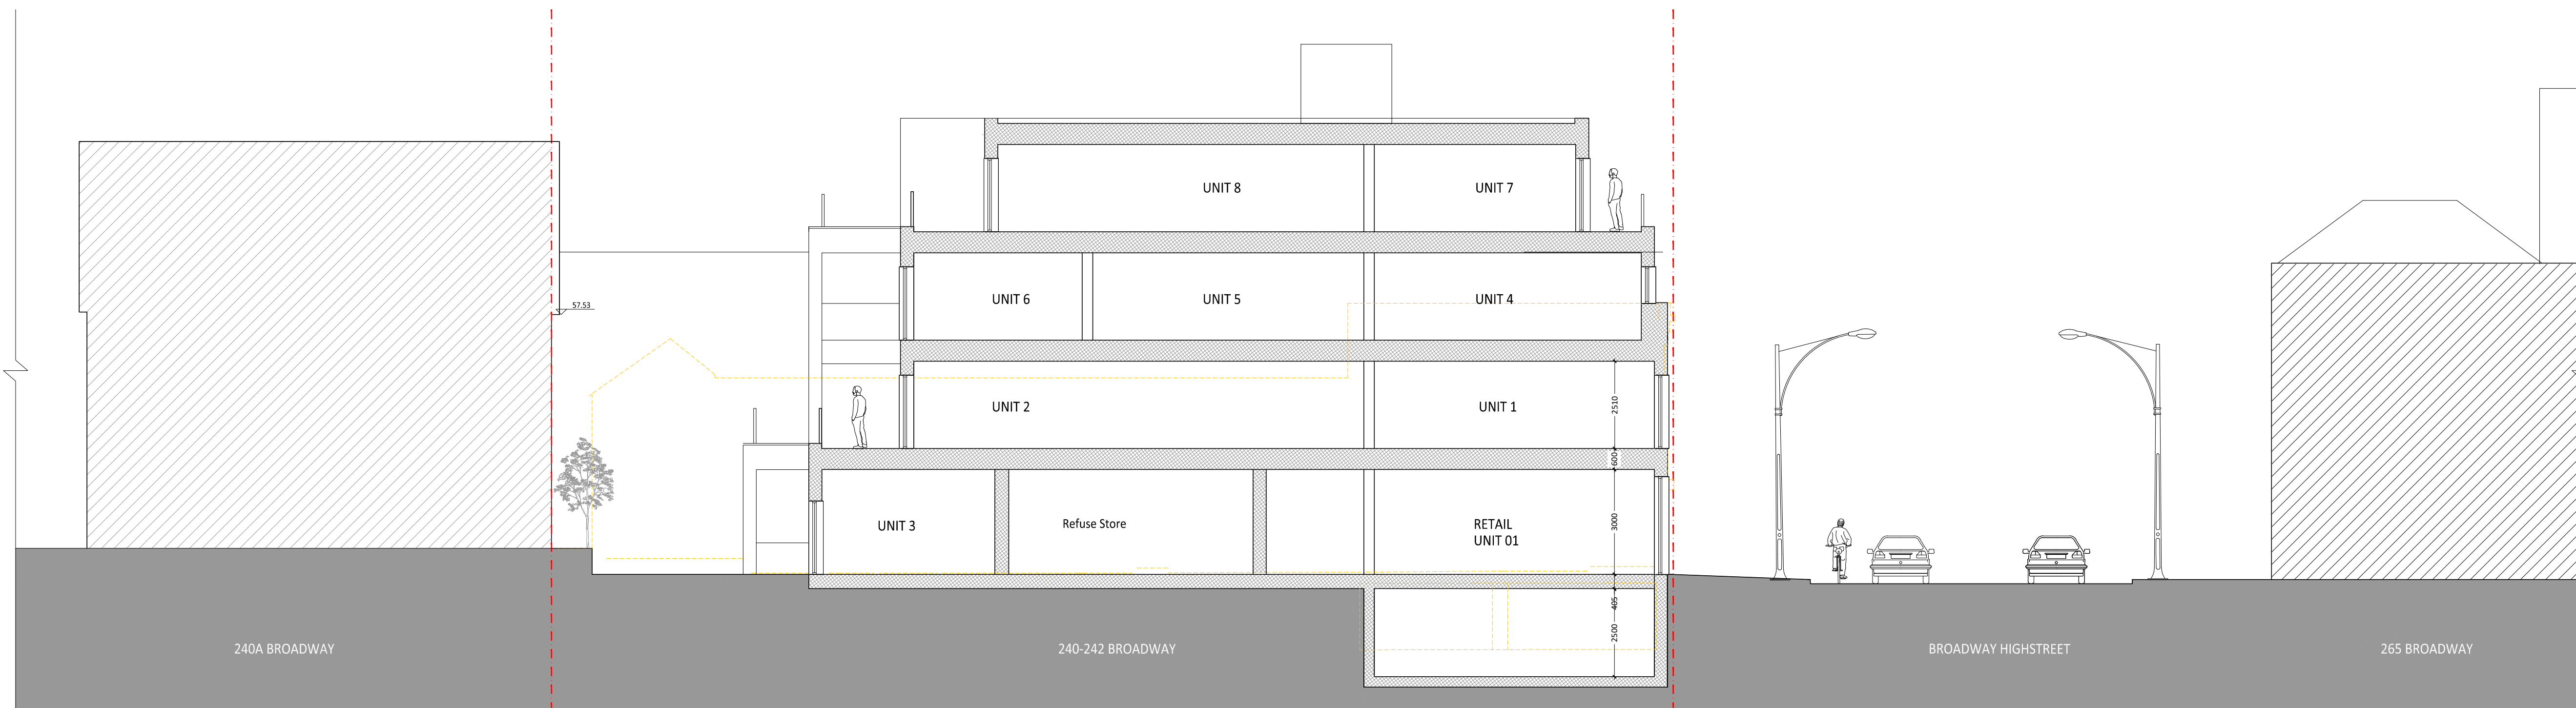 UNIT 8
UNIT 7
UNIT 6
UNIT 5
UNIT 4
57.53
UNIT 2
UNIT 1
2510
600
UNIT 3
Refuse Store
RETAIL
UNIT 01
3000
405
2500
240A BROADWAY
240-242 BROADWAY
BROADWAY HIGHSTREET
265 BROADWAY